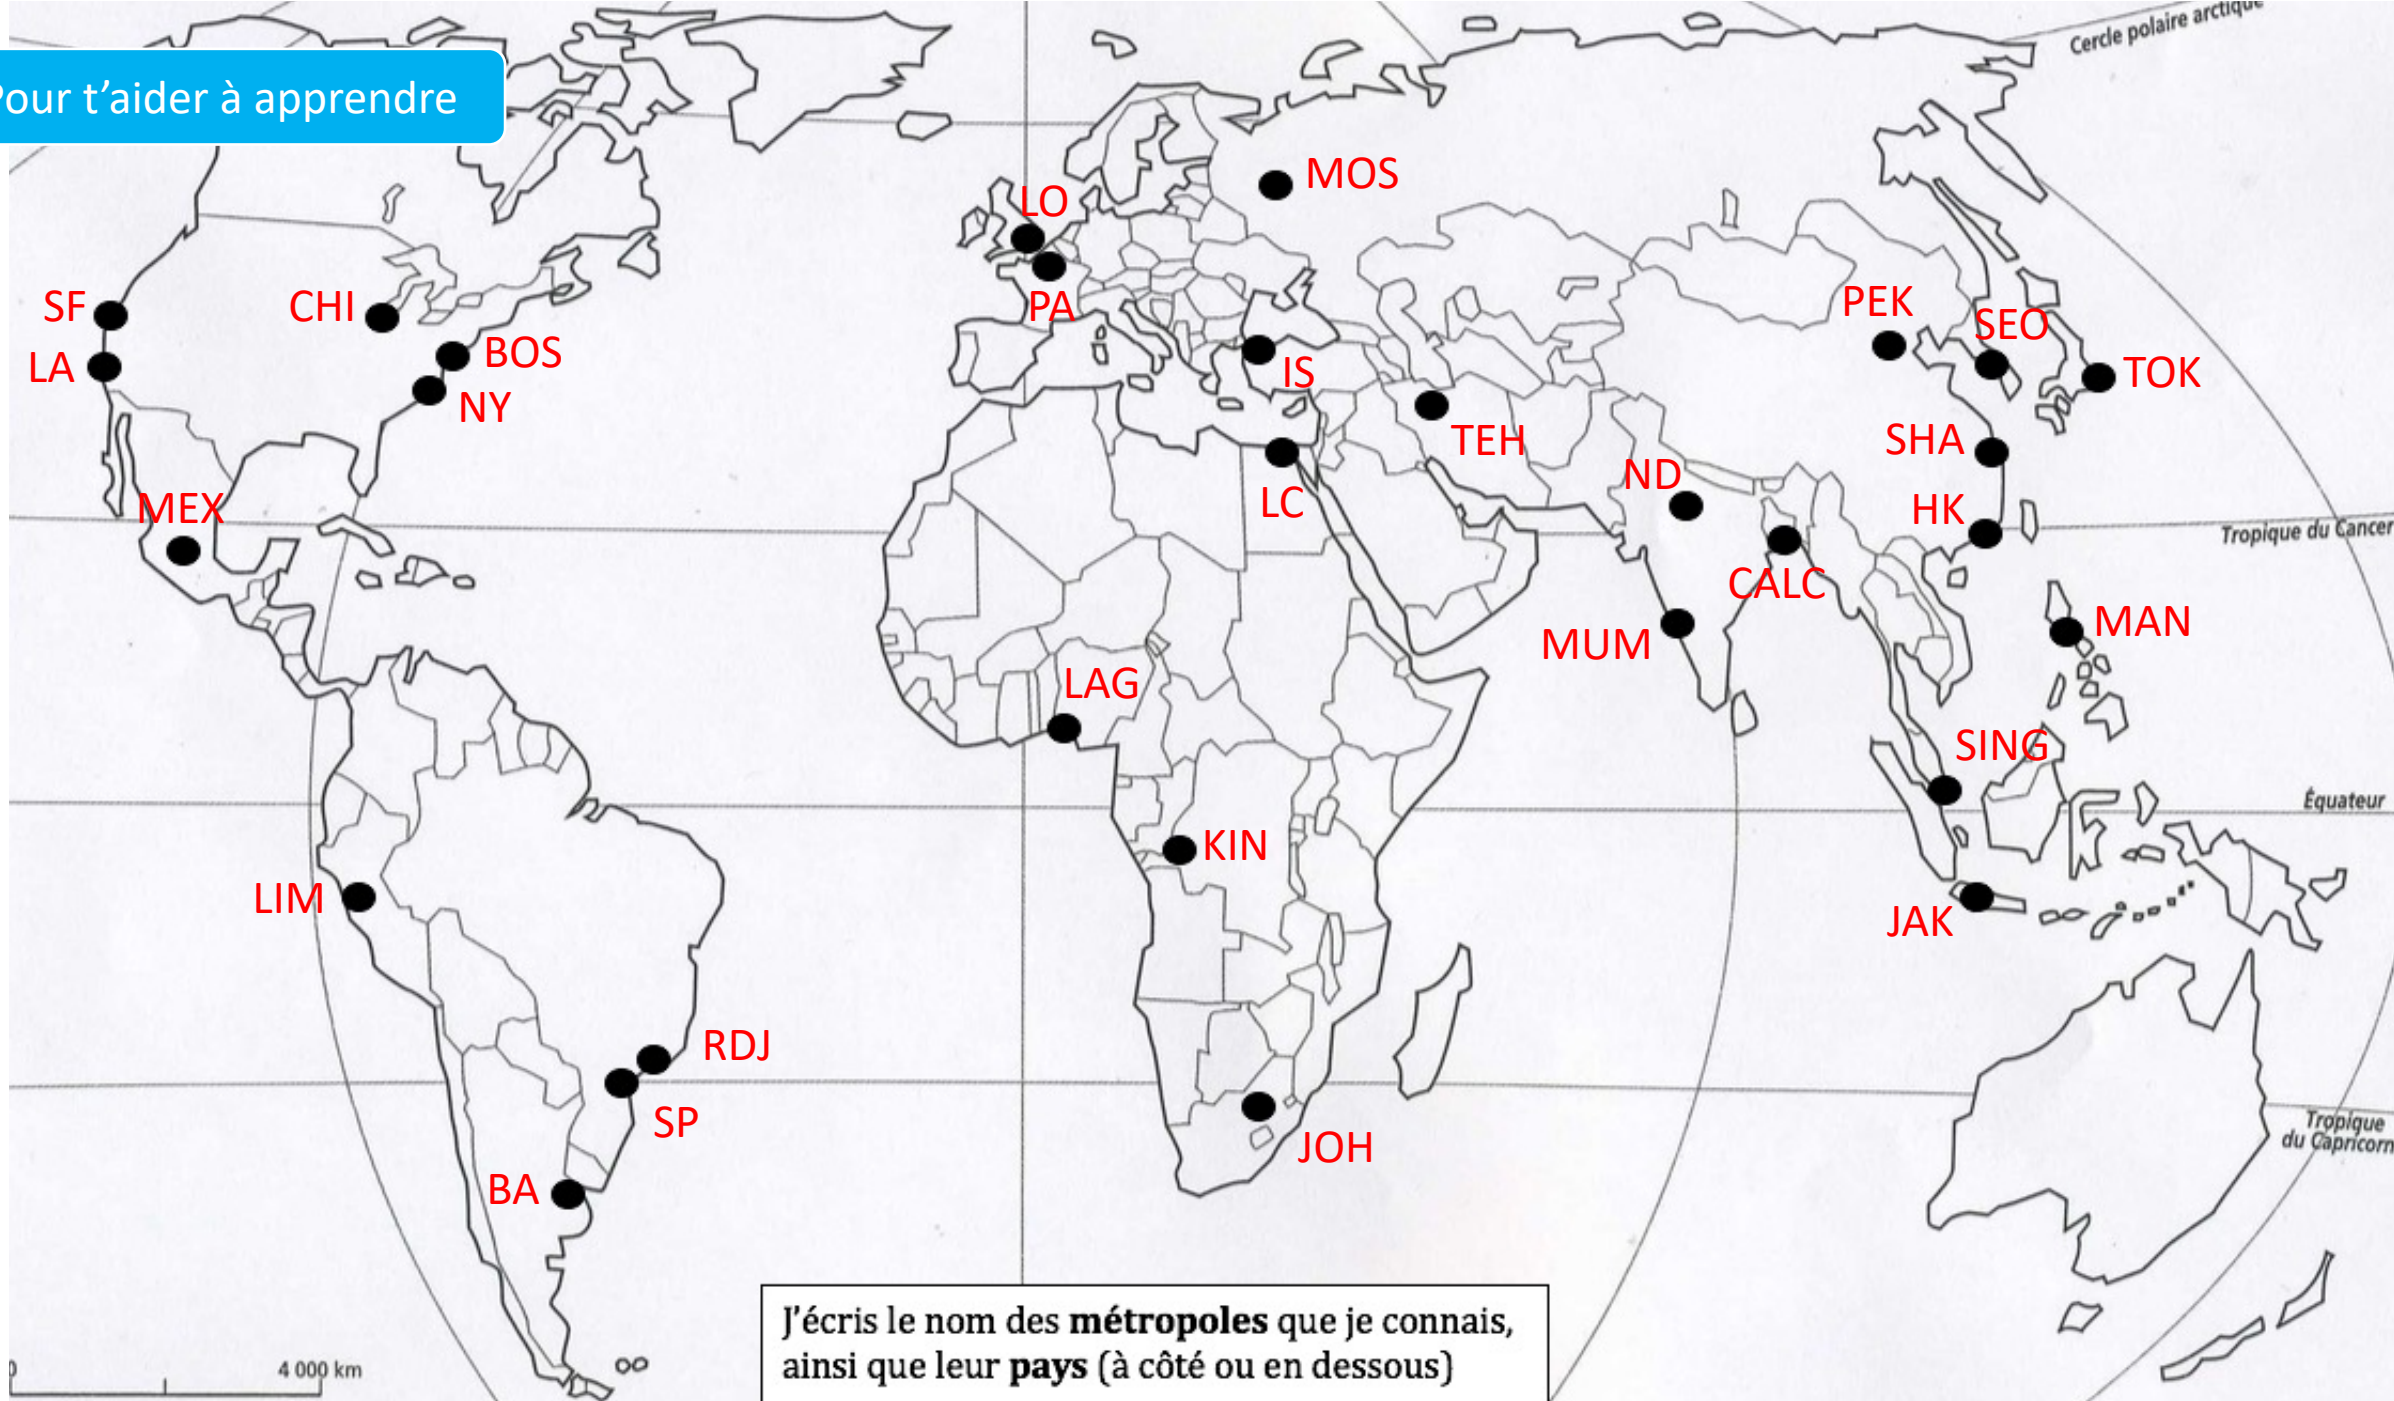 Cercle polaire arctique
Pour t'aider à apprendre
MOS
LO
PA
SF
CHI
PEK
SEO
BOS
LA
IS
TOK
NY
TEH
SHA
ND
MEX
LC
HK
Tropique du Cancer
CALC
MAN
MUM
LAG
SING
Équateur
KIN
LIM
JAK
RDJ
SP
Tropique
du Capricorn
JOH
BA
J'écris le nom des métropoles que je connais,
ainsi que leur pays (à côté ou en dessous)
0
4 000 km